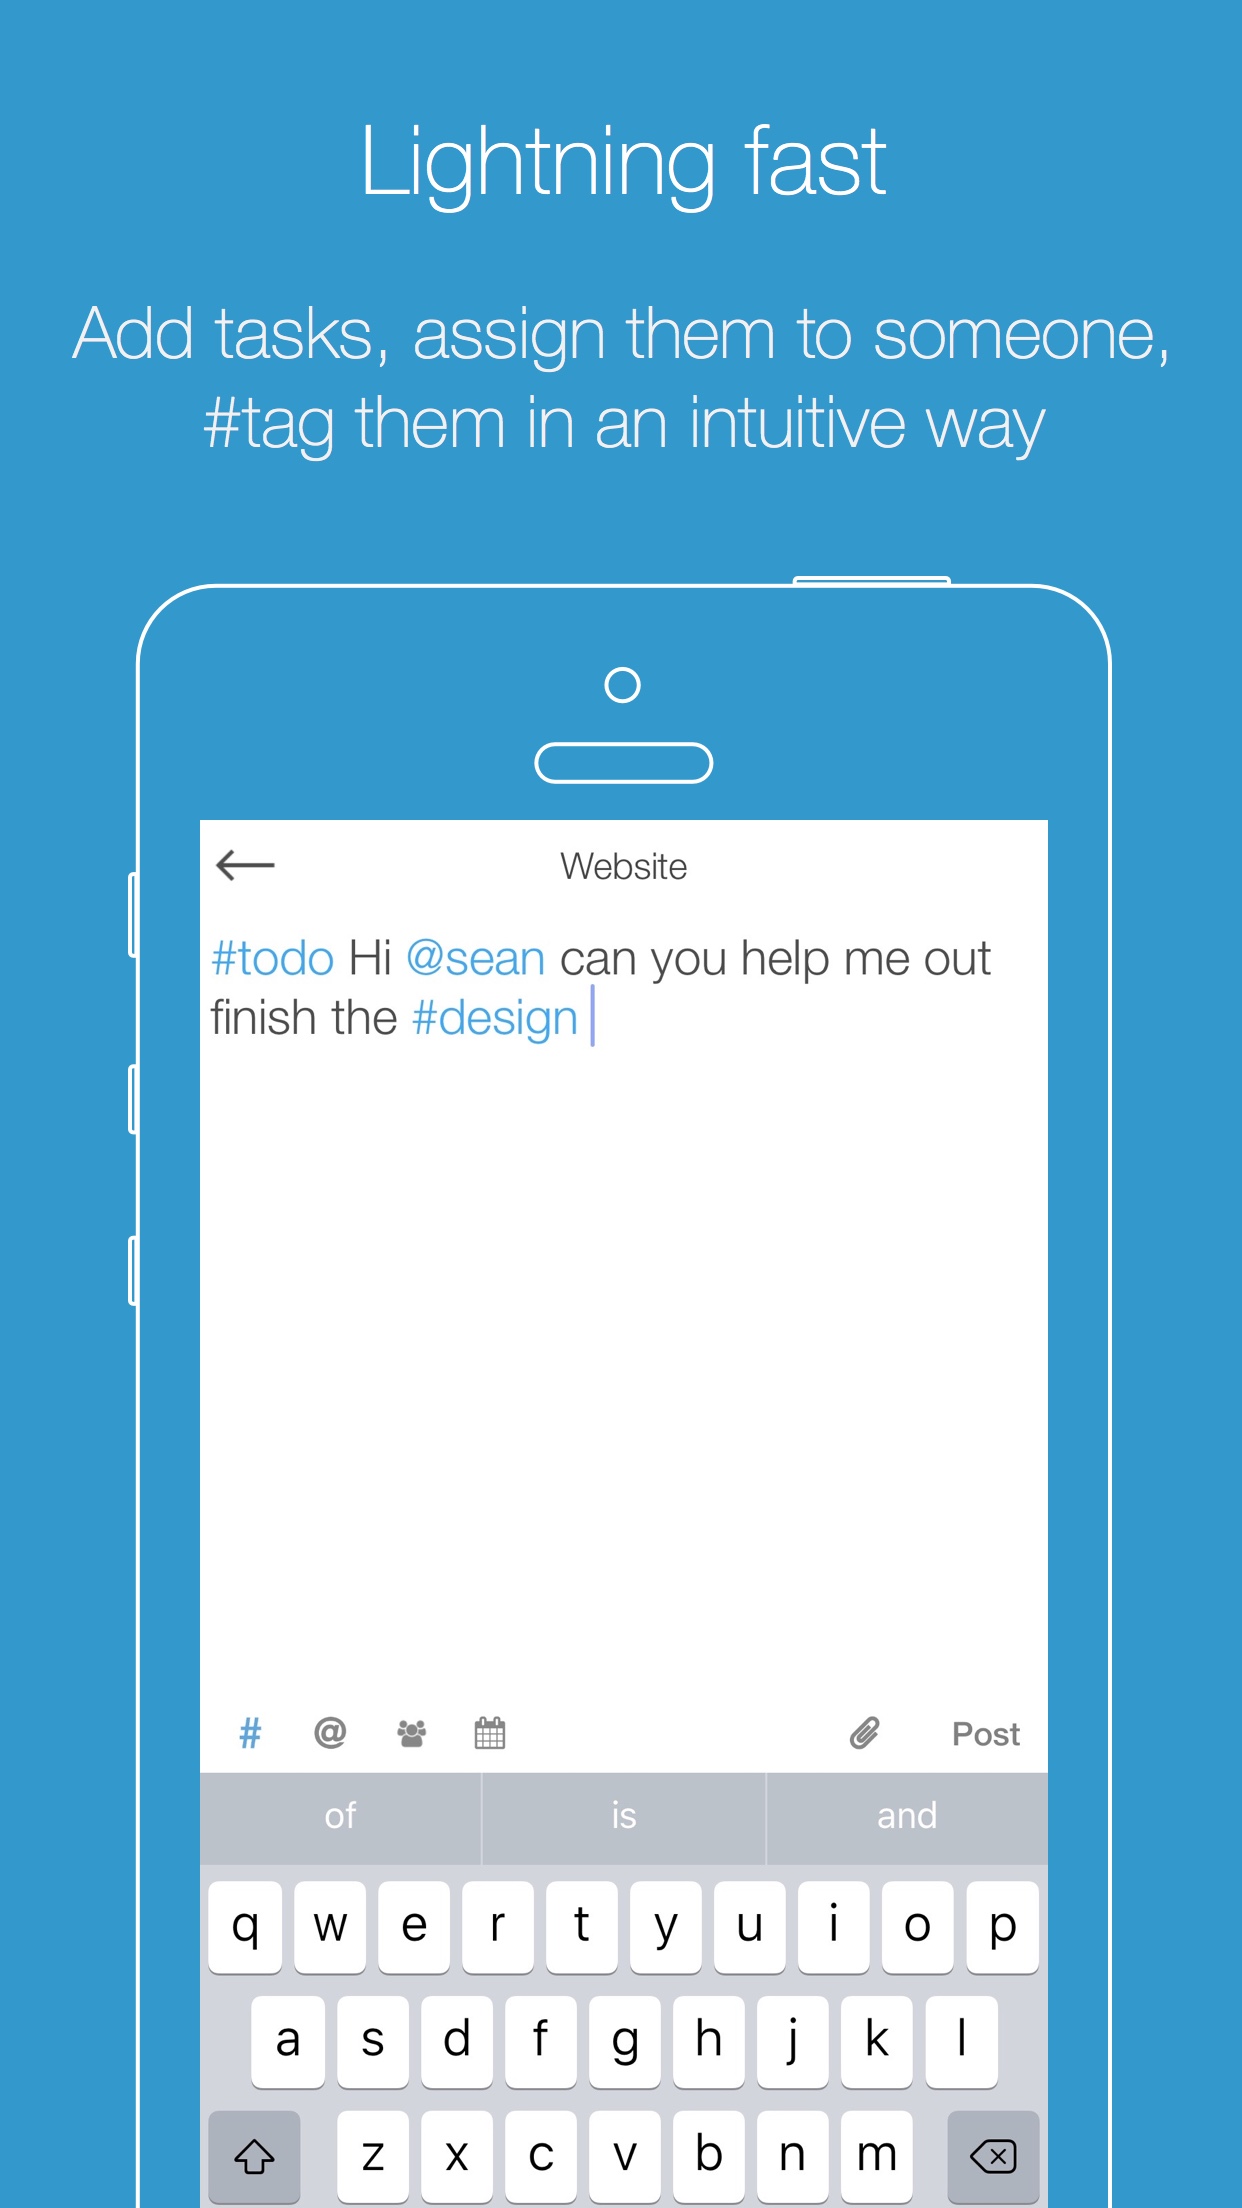 Lightning fast
Add tasks, assign them to someone,
#tag them in an intuitive way
Website
#todo Hi @sean can you help me out
finish the #design
# @ Post
of is and
q w e r t y u i o p
a s d f g h j k l
z x c v b n m